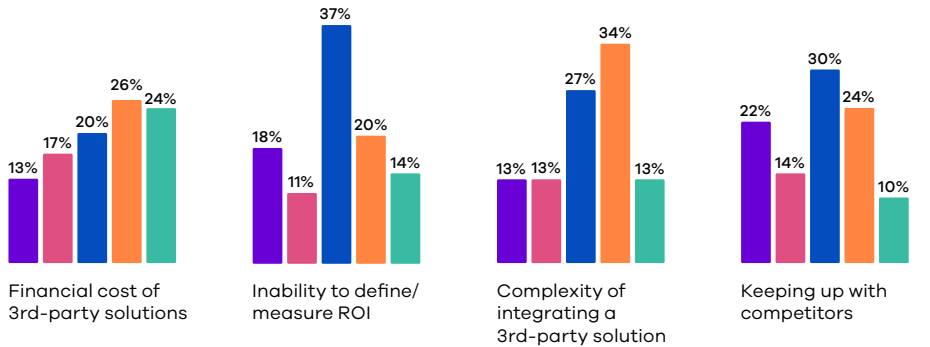 13%
17%
20%
26%
24%
Financial cost of
3rd-party solutions
18%
11%
37%
20%
14%
Inability to define/
measure ROI
13%
13%
27%
34%
13%
Complexity of
integrating a
3rd-party solution
22%
14%
30%
24%
10%
Keeping up with
competitors